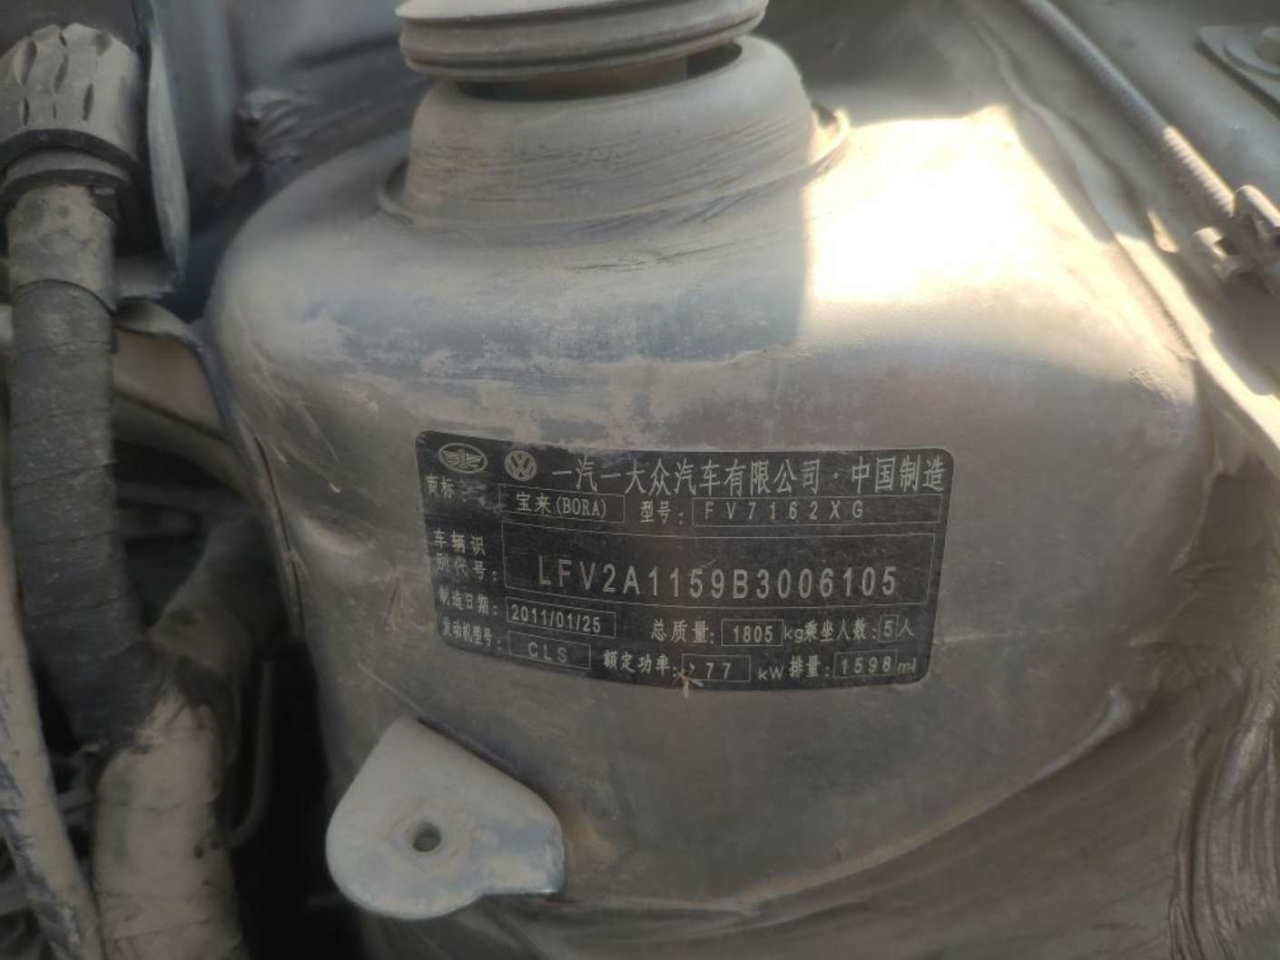 一汽一大众汽车有限公司·中国制造
商标 宝来(BORA) 型号: FV7162XG
车辆识
别代号: LFV2A1159B3006105
制造日期: 2011/01/25 总质量: 1805 kg 乘坐人数: 5 人
发动机型号: CLS 额定功率: 77 kW 排量: 1598 ml